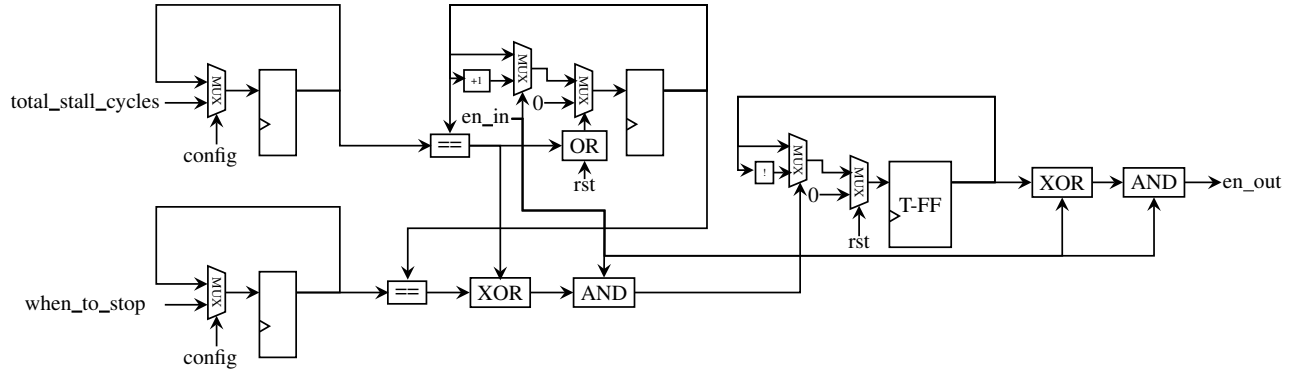 total_stall_cycles
MUX
config
MUX
+1
MUX
0
en_in
==
OR
rst
!
MUX
0
MUX
rst
T-FF
XOR
AND
en_out
when_to_stop
MUX
config
==
XOR
AND